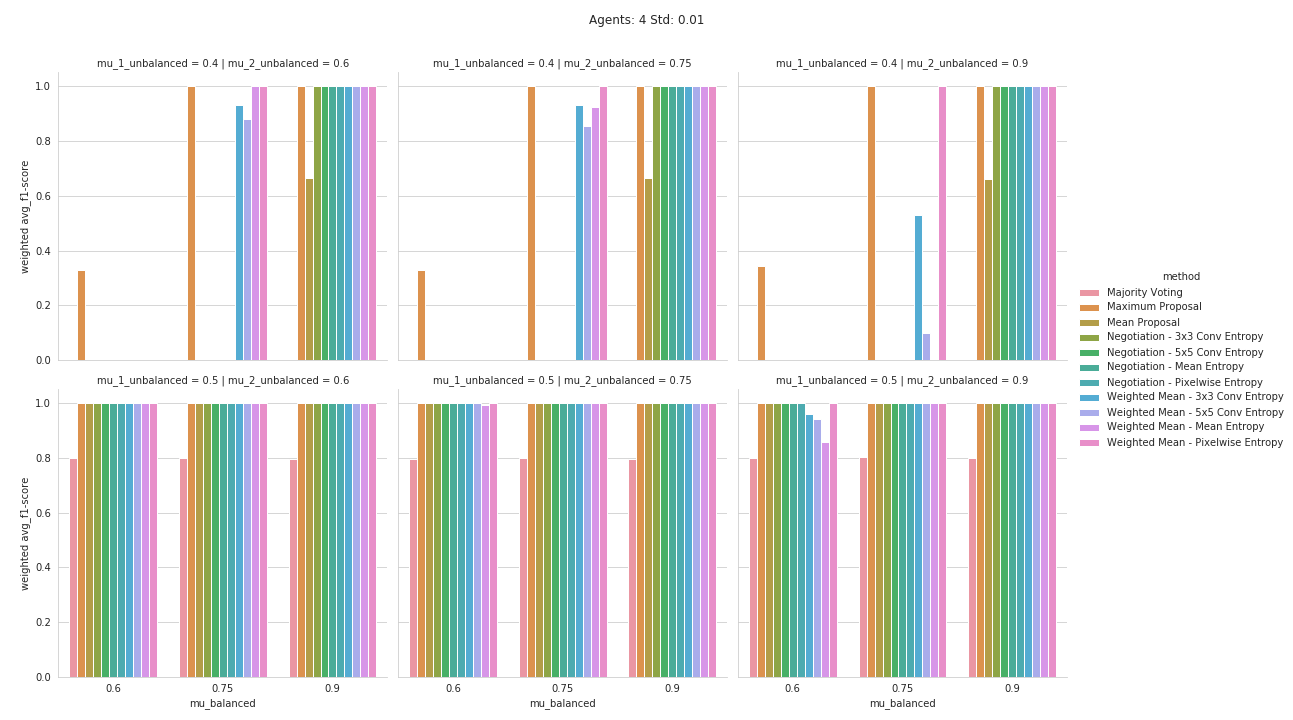 Agents: 4 Std: 0.01
mu_1_unbalanced = 0.4 | mu_2_unbalanced = 0.6
mu_1_unbalanced = 0.4 | mu_2_unbalanced = 0.75
mu_1_unbalanced = 0.4 | mu_2_unbalanced = 0.9
1.0
0.8
0.6
0.4
0.2
0.0
weighted avg_f1-score
mu_1_unbalanced = 0.5 | mu_2_unbalanced = 0.6
mu_1_unbalanced = 0.5 | mu_2_unbalanced = 0.75
mu_1_unbalanced = 0.5 | mu_2_unbalanced = 0.9
1.0
0.8
0.6
0.4
0.2
0.0
weighted avg_f1-score
0.6 0.75 0.9
mu_balanced
0.6 0.75 0.9
mu_balanced
0.6 0.75 0.9
mu_balanced
method
Majority Voting
Maximum Proposal
Mean Proposal
Negotiation - 3x3 Conv Entropy
Negotiation - 5x5 Conv Entropy
Negotiation - Mean Entropy
Negotiation - Pixelwise Entropy
Weighted Mean - 3x3 Conv Entropy
Weighted Mean - 5x5 Conv Entropy
Weighted Mean - Mean Entropy
Weighted Mean - Pixelwise Entropy